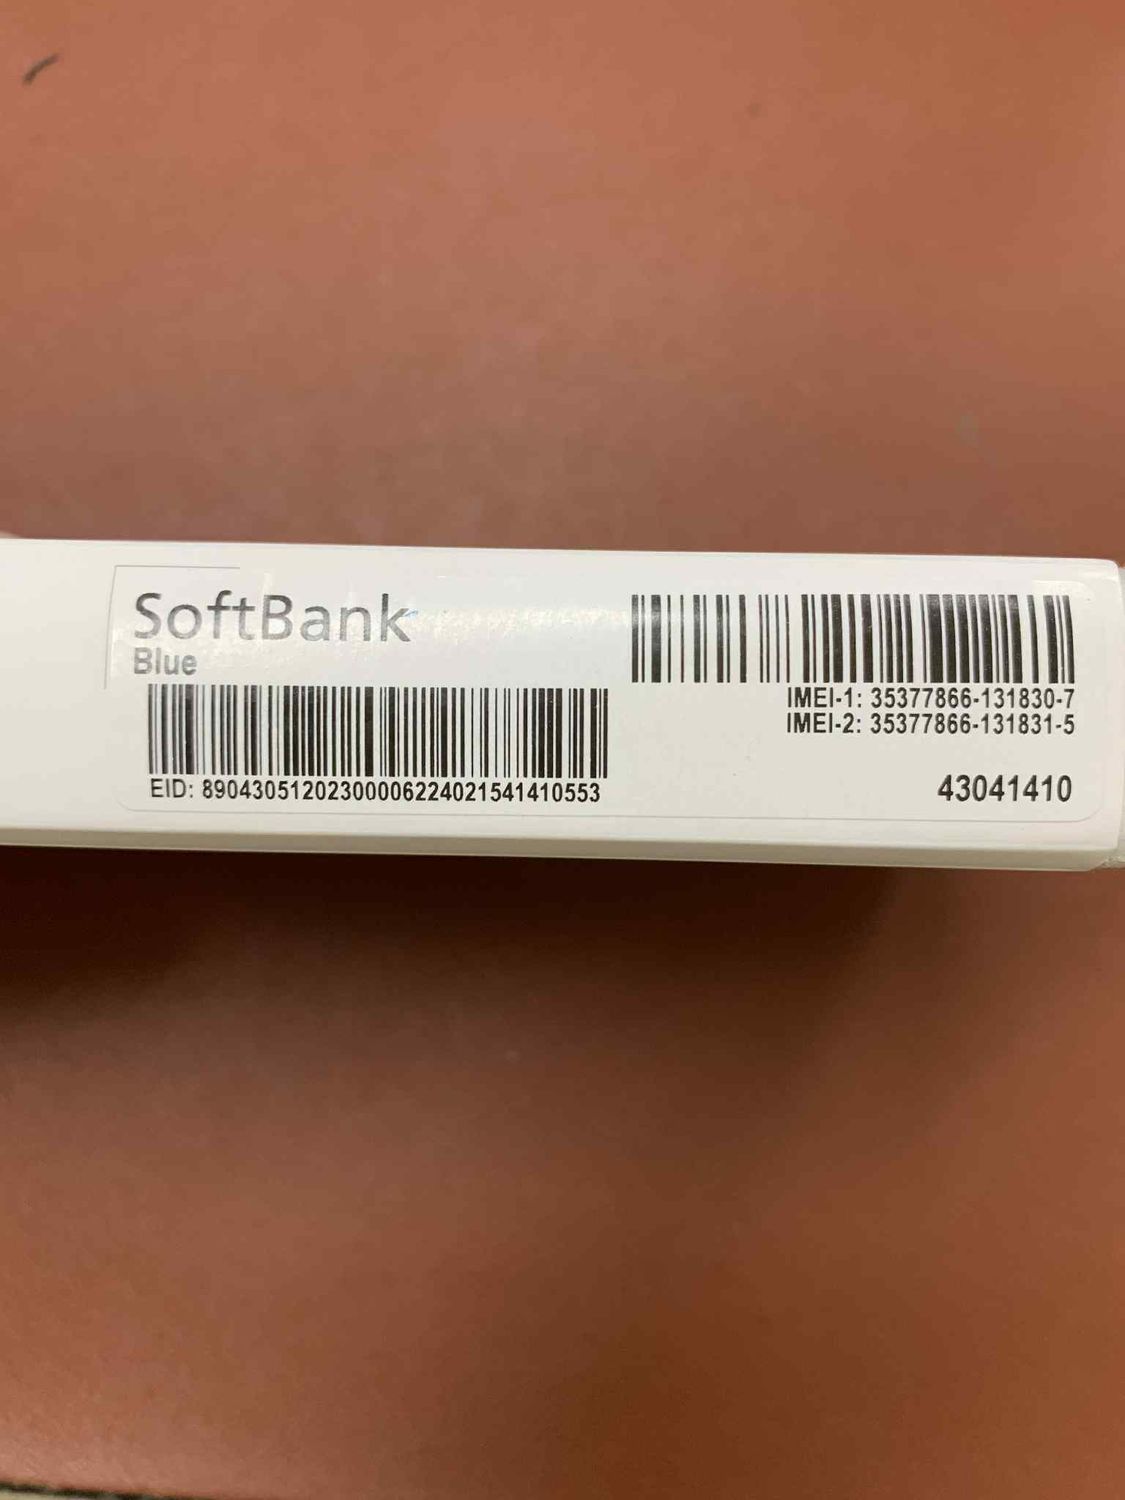 SoftBank
Blue
EID: 89043051202300006224021541410553
IMEI-1: 35377866-131830-7
IMEI-2: 35377866-131831-5
43041410